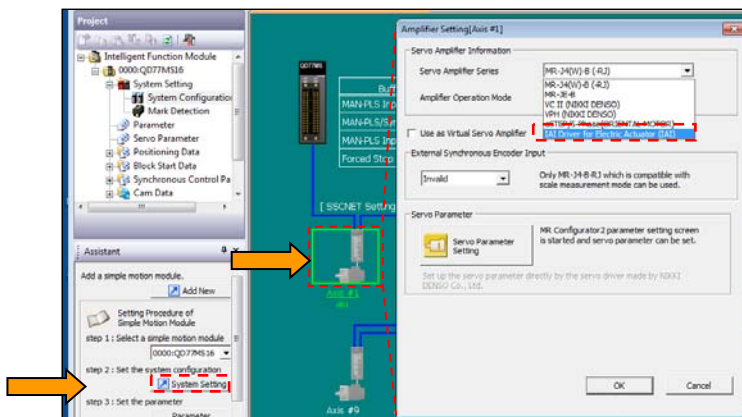 Project
Intelligent Function Module
0000:QD77MS16
System Setting
System Configuration
Mark Detection
Parameter
Servo Parameter
Positioning Data
Block Start Data
Synchronous Control Pa
Cam Data
Assistant
Add a simple motion module.
Add New
Setting Procedure of
Simple Motion Module
step 1 : Select a simple motion module
0000:QD77MS16
step 2 : Set the system configuration
System Setting
step 3 : Set the parameter
Parameter
QD77MS
Buff
MAN-PLS Inp
MAN-PLS/Syn
MAN-PLS Inp
Forced Stop
[ SSCNET Setting
Axis #1
Axis #9
Amplifier Setting[Axis #1]
Servo Amplifier Information
Servo Amplifier Series
MR-J4(W)-B (-RJ)
MR-J4(W)-B (-RJ)
MR-JE-B
VC II (NIKKI DENSO)
VPH (NIKKI DENSO)
IAI Driver for Electric Actuator (IAI)
Amplifier Operation Mode
Use as Virtual Servo Amplifier
External Synchronous Encoder Input
Invalid
Only MR-J4-B-RJ which is compatible with
scale measurement mode can be used.
Servo Parameter
Servo Parameter
Setting
MR Configurator2 parameter setting screen
is started and servo parameter can be set.
Set up the servo parameter directly by the servo driver made by NIKKI
DENSO Co., Ltd.
OK
Cancel